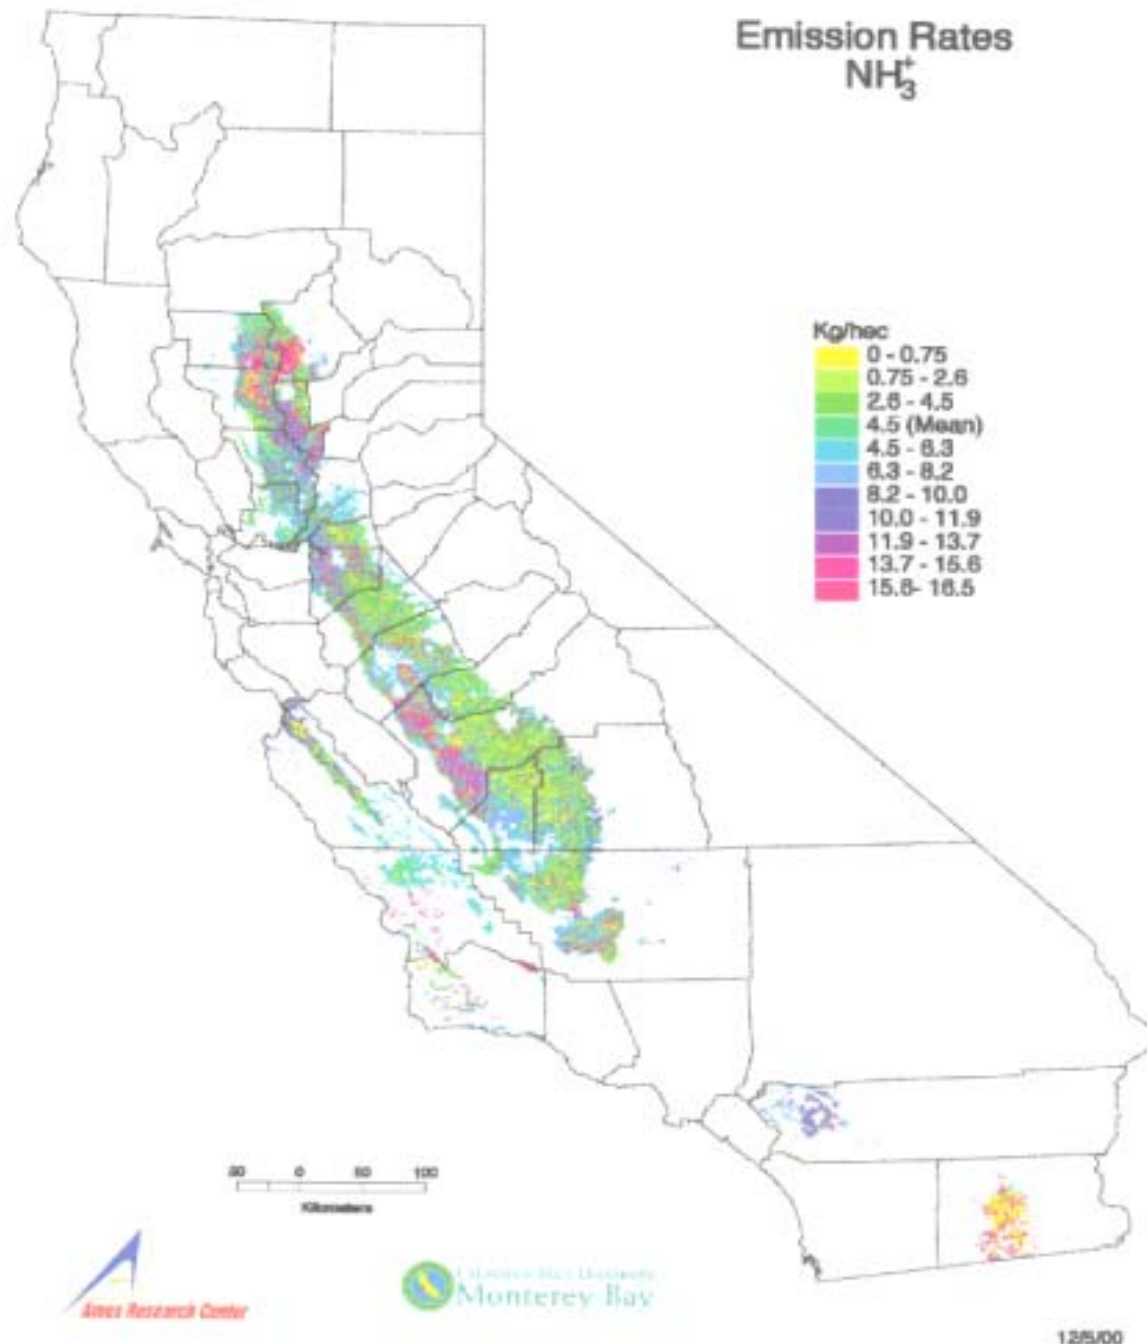 Emission Rates
NH₃⁺
Kg/hec
0 - 0.75
0.75 - 2.6
2.6 - 4.5
4.5 (Mean)
4.5 - 6.3
6.3 - 8.2
8.2 - 10.0
10.0 - 11.9
11.9 - 13.7
13.7 - 15.6
15.6- 16.5
0
50
100
Kilometers
Ames Research Center
Monterey Bay
12/5/00